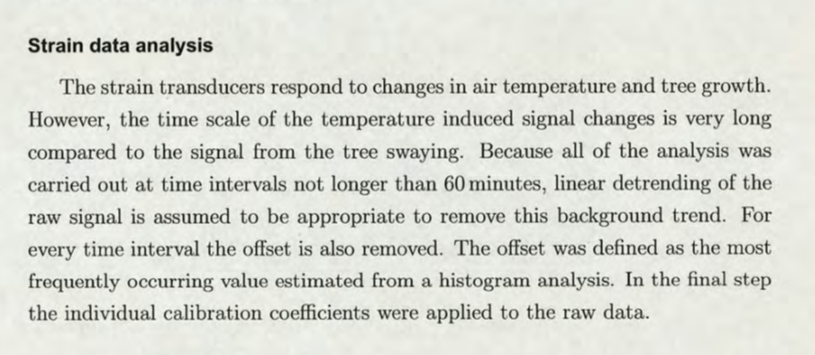 Strain data analysis
The strain transducers respond to changes in air temperature and tree growth.
However, the time scale of the temperature induced signal changes is very long
compared to the signal from the tree swaying. Because all of the analysis was
carried out at time intervals not longer than 60 minutes, linear detrending of the
raw signal is assumed to be appropriate to remove this background trend. For
every time interval the offset is also removed. The offset was defined as the most
frequently occurring value estimated from a histogram analysis. In the final step
the individual calibration coefficients were applied to the raw data.